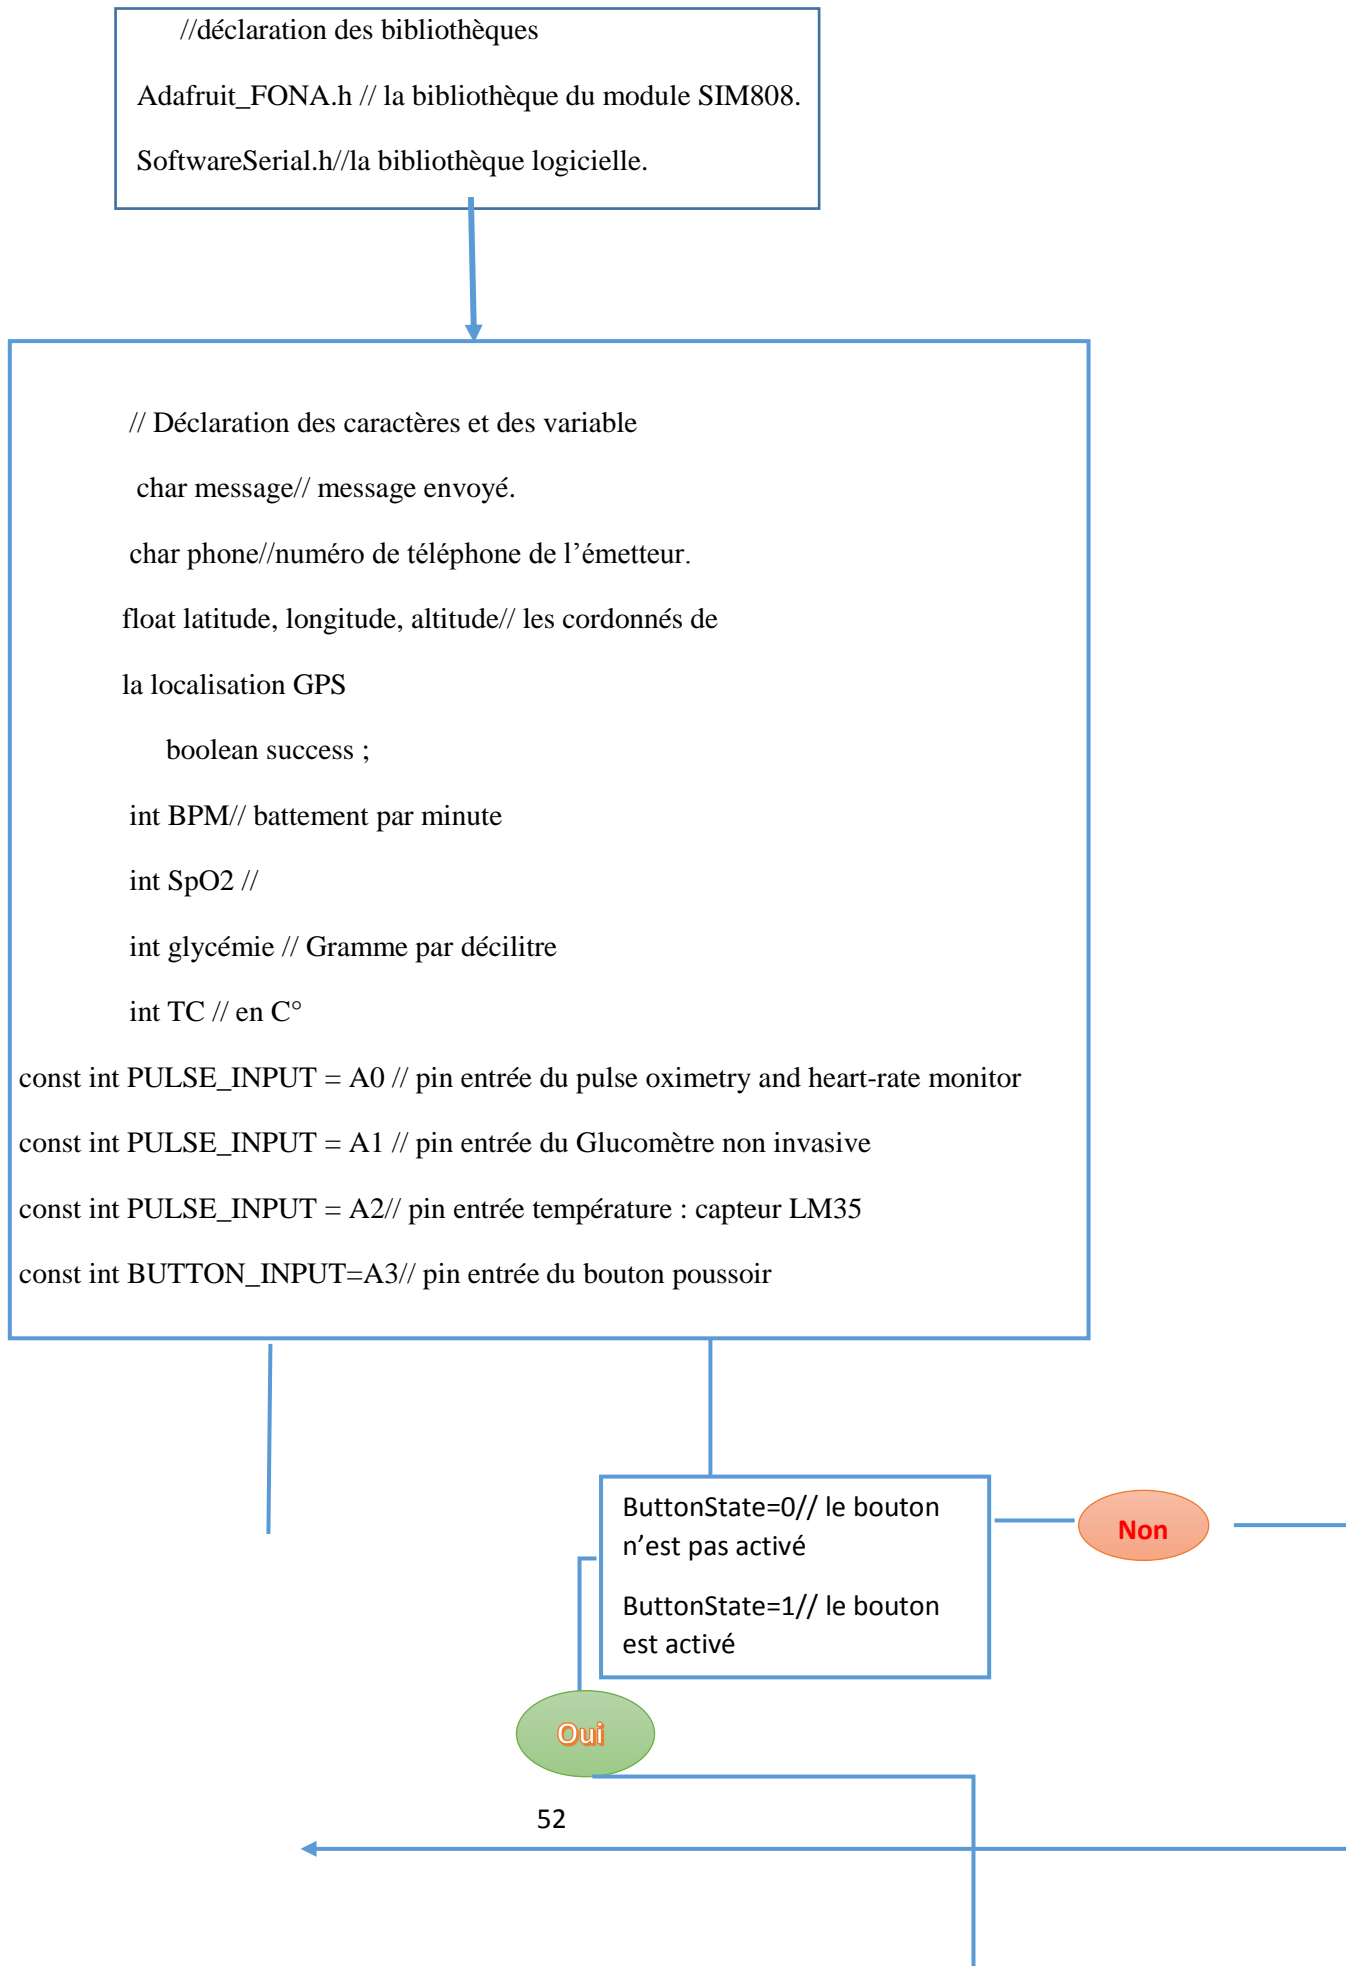 //déclaration des bibliothèques
Adafruit_FONA.h // la bibliothèque du module SIM808.
SoftwareSerial.h//la bibliothèque logicielle.
// Déclaration des caractères et des variable
char message// message envoyé.
char phone//numéro de téléphone de l’émetteur.
float latitude, longitude, altitude// les cordonnés de
la localisation GPS
boolean success ;
int BPM// battement par minute
int SpO2 //
int glycémie // Gramme par décilitre
int TC // en C°
const int PULSE_INPUT = A0 // pin entrée du pulse oximetry and heart-rate monitor
const int PULSE_INPUT = A1 // pin entrée du Glucomètre non invasive
const int PULSE_INPUT = A2// pin entrée température : capteur LM35
const int BUTTON_INPUT=A3// pin entrée du bouton poussoir
ButtonState=0// le bouton
n’est pas activé
ButtonState=1// le bouton
est activé
Non
Oui
52